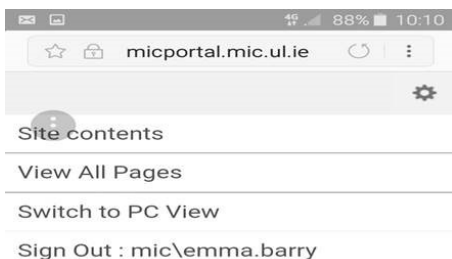 4G 88% 10:10
micportal.mic.ul.ie
Site contents
View All Pages
Switch to PC View
Sign Out : mic\emma.barry